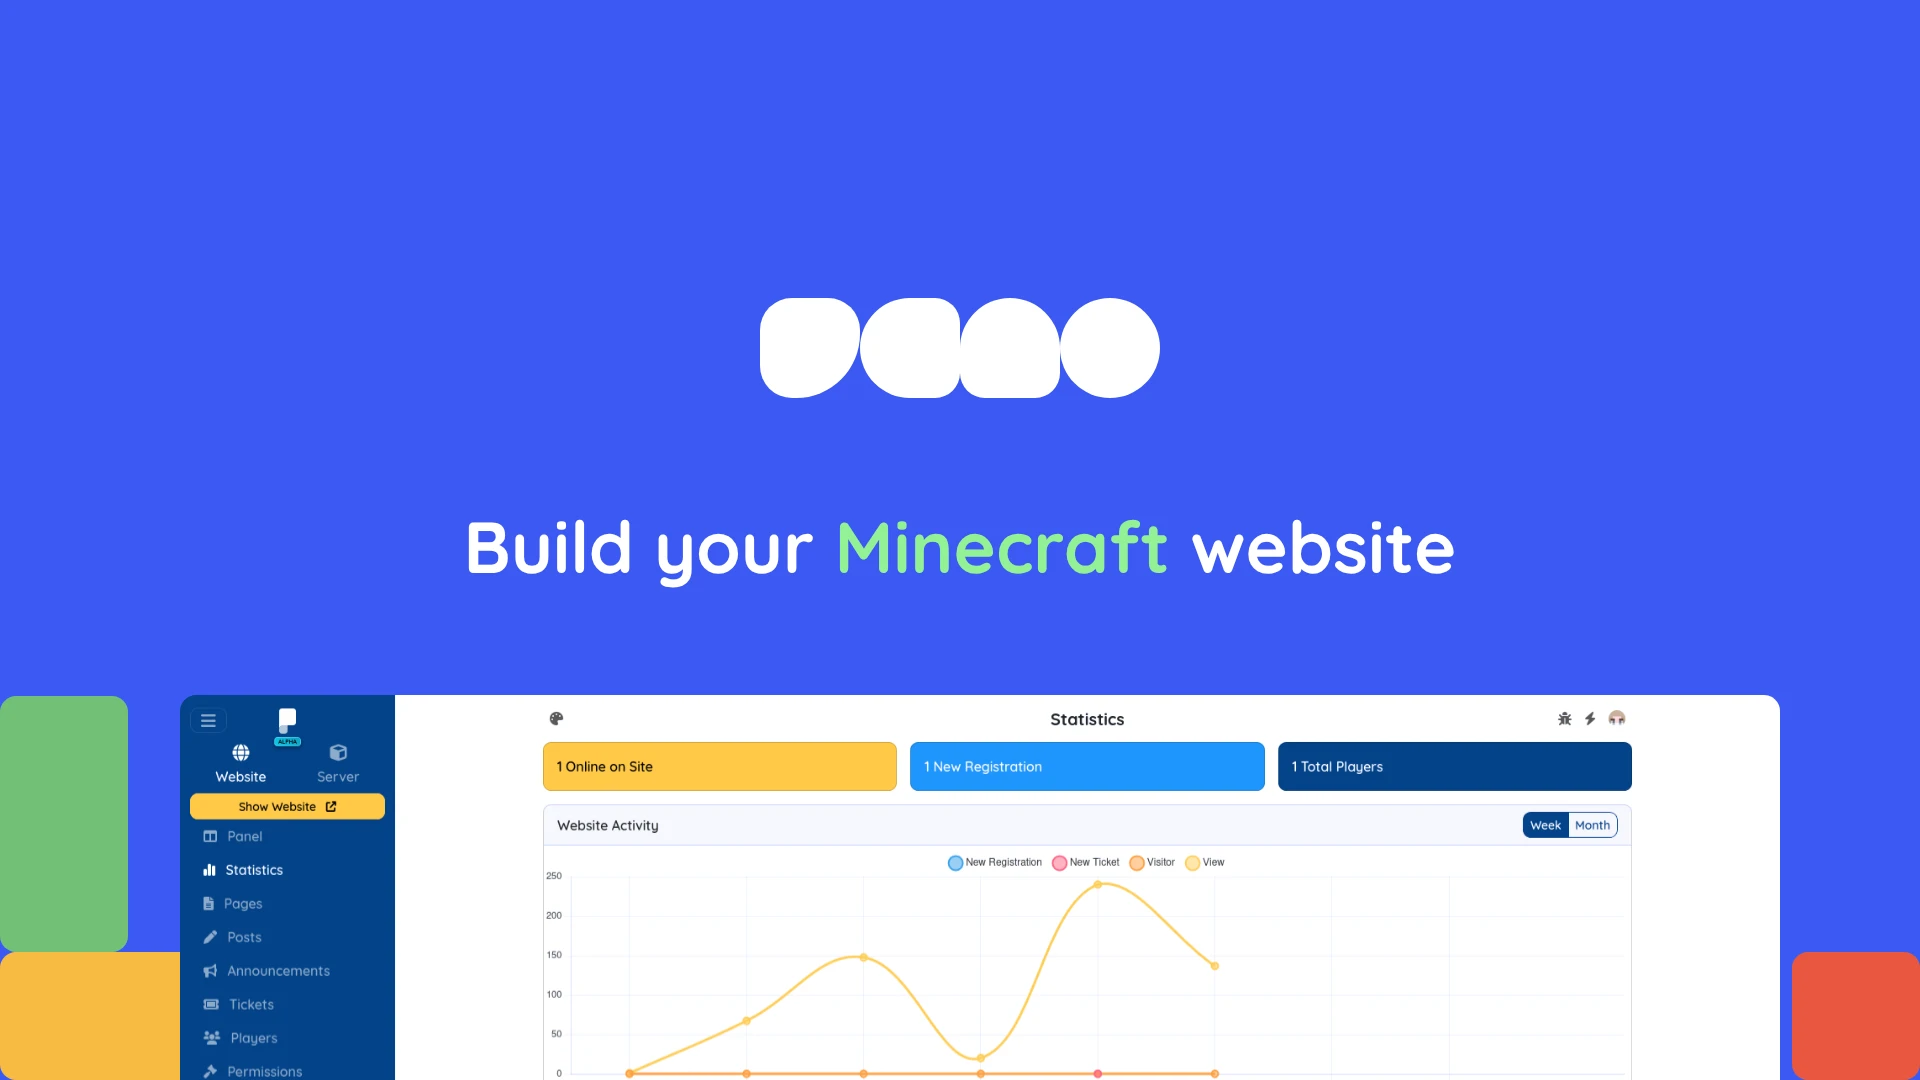 Build your Minecraft website
ALPHA
Website
Server
Show Website
Panel
Statistics
Pages
Posts
Announcements
Tickets
Players
Permissions
Statistics
1 Online on Site
1 New Registration
1 Total Players
Website Activity
Week
Month
New Registration
New Ticket
Visitor
View
250
200
150
100
50
0